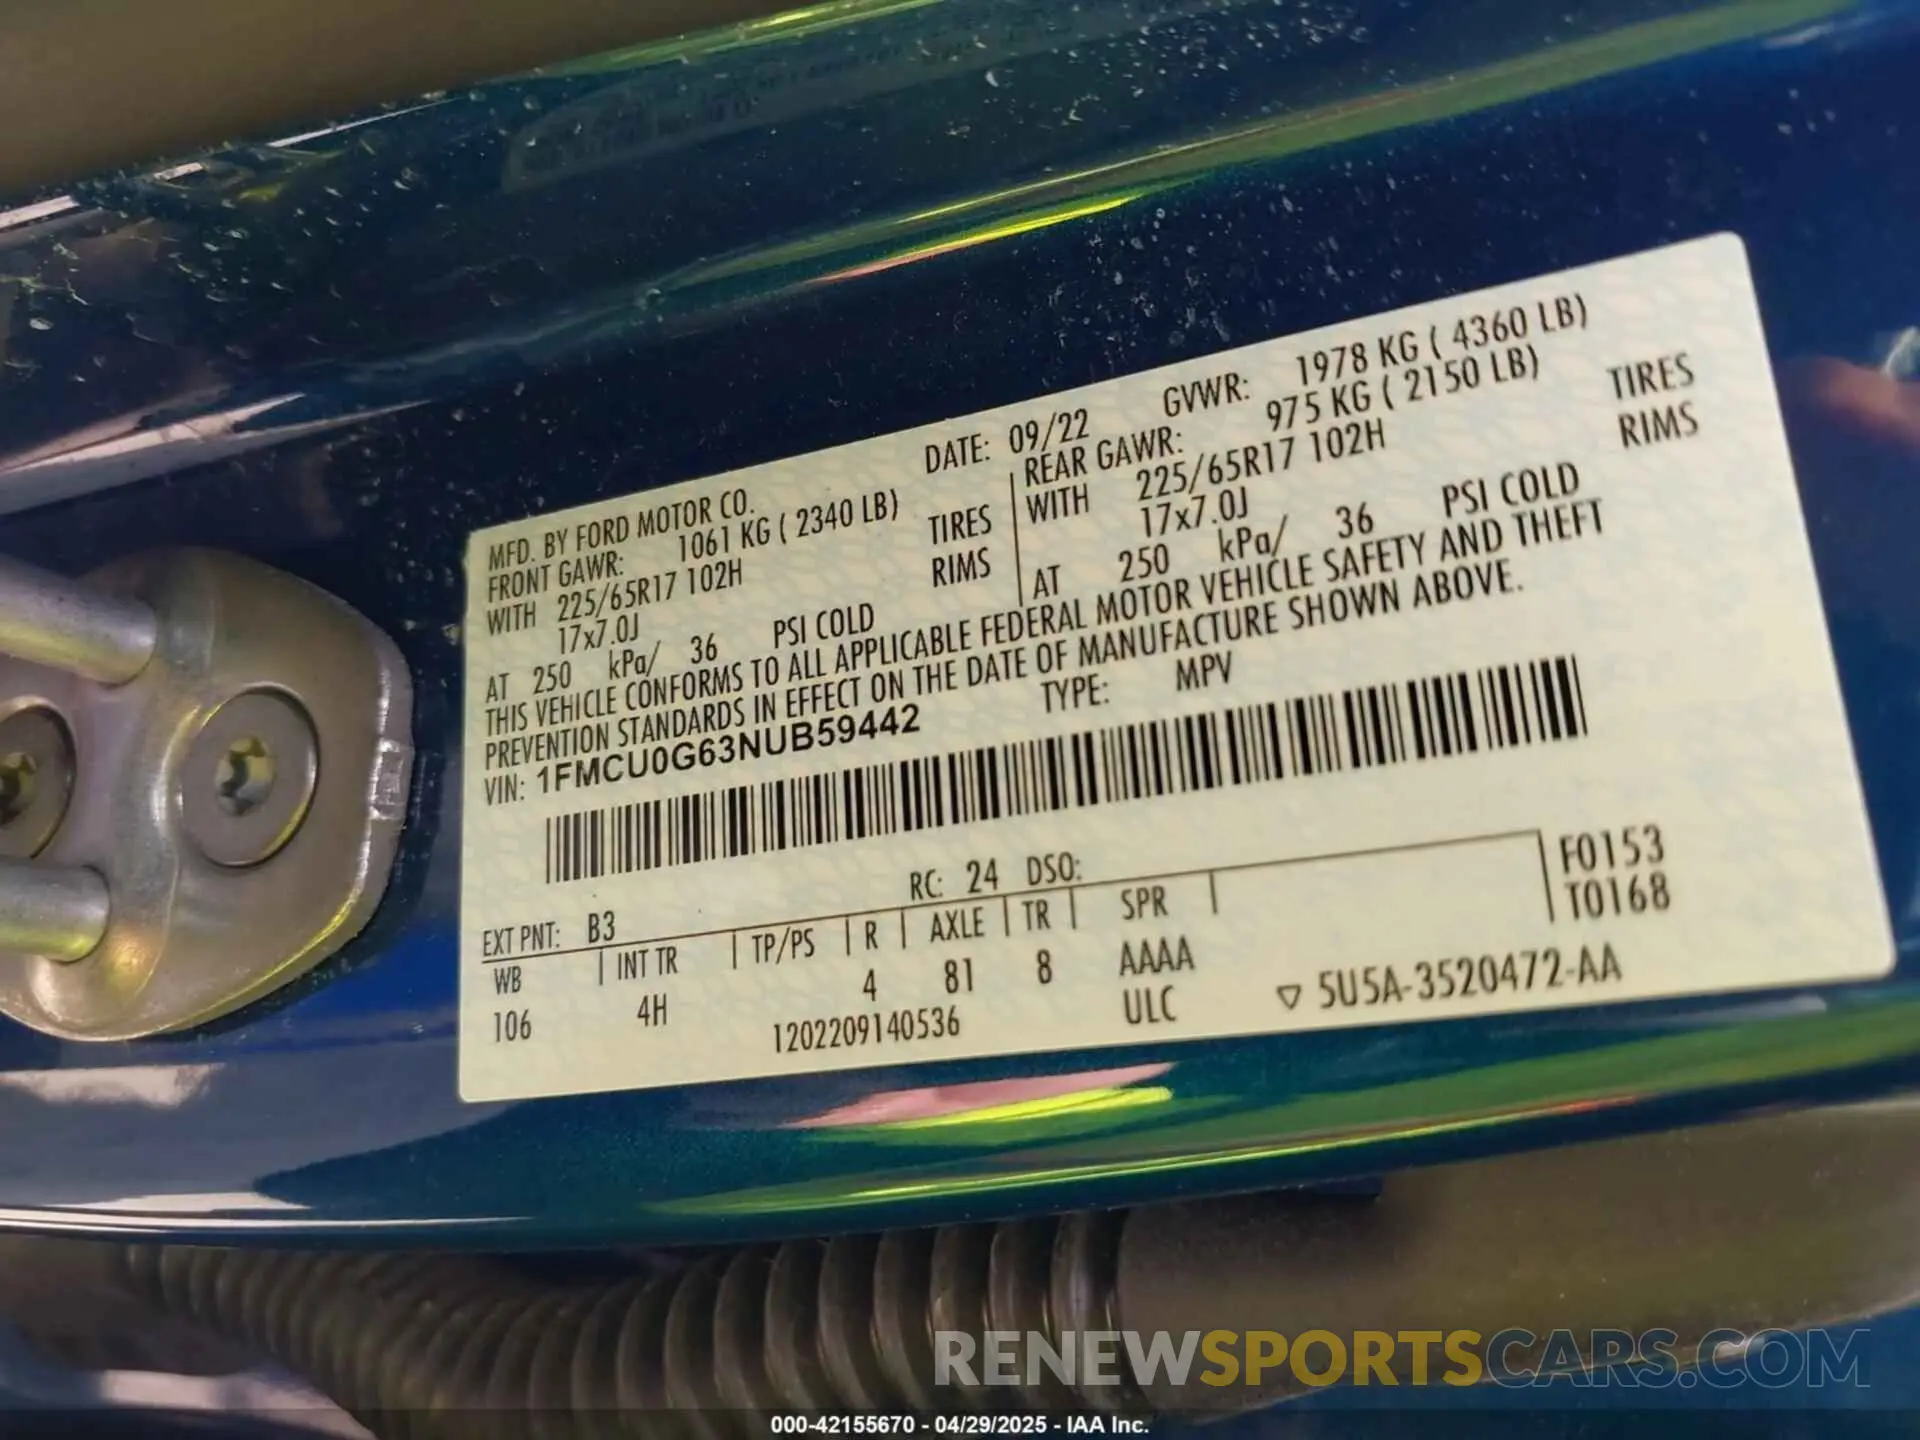 MFD. BY FORD MOTOR CO. DATE: 09/22 GVWR: 1978 KG ( 4360 LB)
FRONT GAWR: 1061 KG ( 2340 LB) REAR GAWR: 975 KG ( 2150 LB)
WITH 225/65R17 102H TIRES WITH 225/65R17 102H TIRES
17x7.0J RIMS 17x7.0J RIMS
AT 250 kPa/ 36 PSI COLD AT 250 kPa/ 36 PSI COLD
THIS VEHICLE CONFORMS TO ALL APPLICABLE FEDERAL MOTOR VEHICLE SAFETY AND THEFT
PREVENTION STANDARDS IN EFFECT ON THE DATE OF MANUFACTURE SHOWN ABOVE.
VIN: 1FMCU0G63NUB59442 TYPE: MPV
EXT PNT: B3 RC: 24 DSO: F0153
WB INT TR TP/PS R AXLE TR SPR T0168
106 4H 4 81 8 AAAA
1202209140536 ULC ▽ 5U5A-3520472-AA
RENEWSPORTSCARS.COM
000-42155670 - 04/29/2025 - IAA Inc.